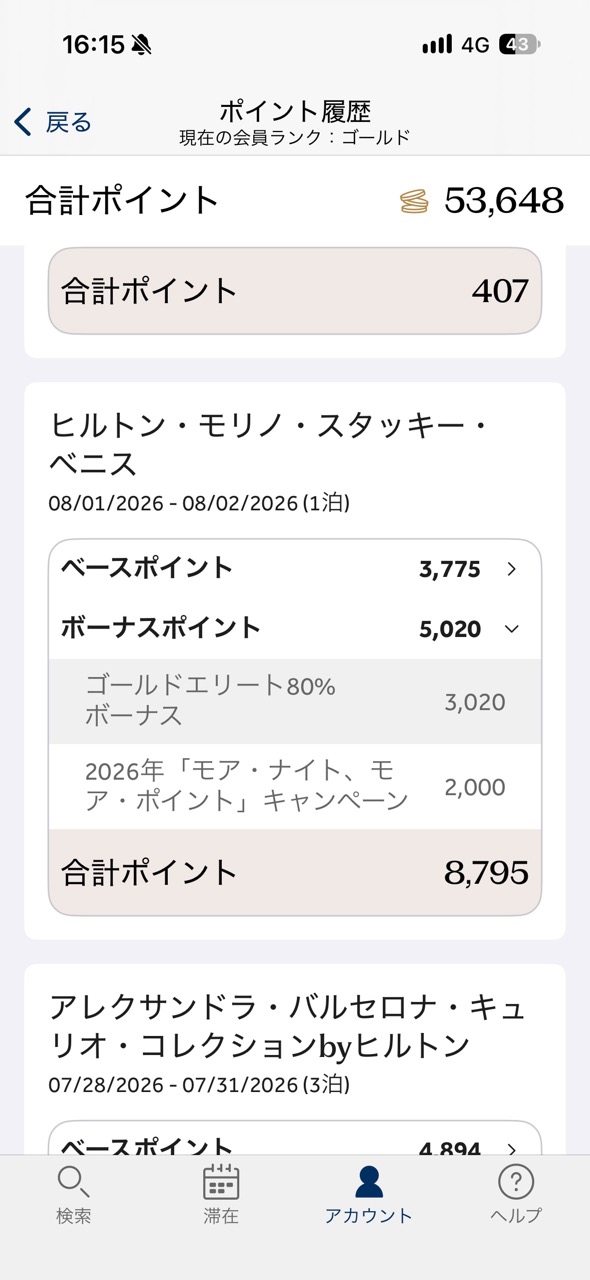 16:15
4G
43
戻る
ポイント履歴
現在の会員ランク：ゴールド
合計ポイント 53,648
合計ポイント 407
ヒルトン・モリノ・スタッキー・
ベニス
08/01/2026 - 08/02/2026 (1泊)
ベースポイント 3,775
ボーナスポイント 5,020
ゴールドエリート80%
ボーナス
3,020
2026年「モア・ナイト、モ
ア・ポイント」キャンペーン
2,000
合計ポイント 8,795
アレクサンドラ・バルセロナ・キュ
リオ・コレクションbyヒルトン
07/28/2026 - 07/31/2026 (3泊)
ベースポイント 4,894
検索
滞在
アカウント
ヘルプ